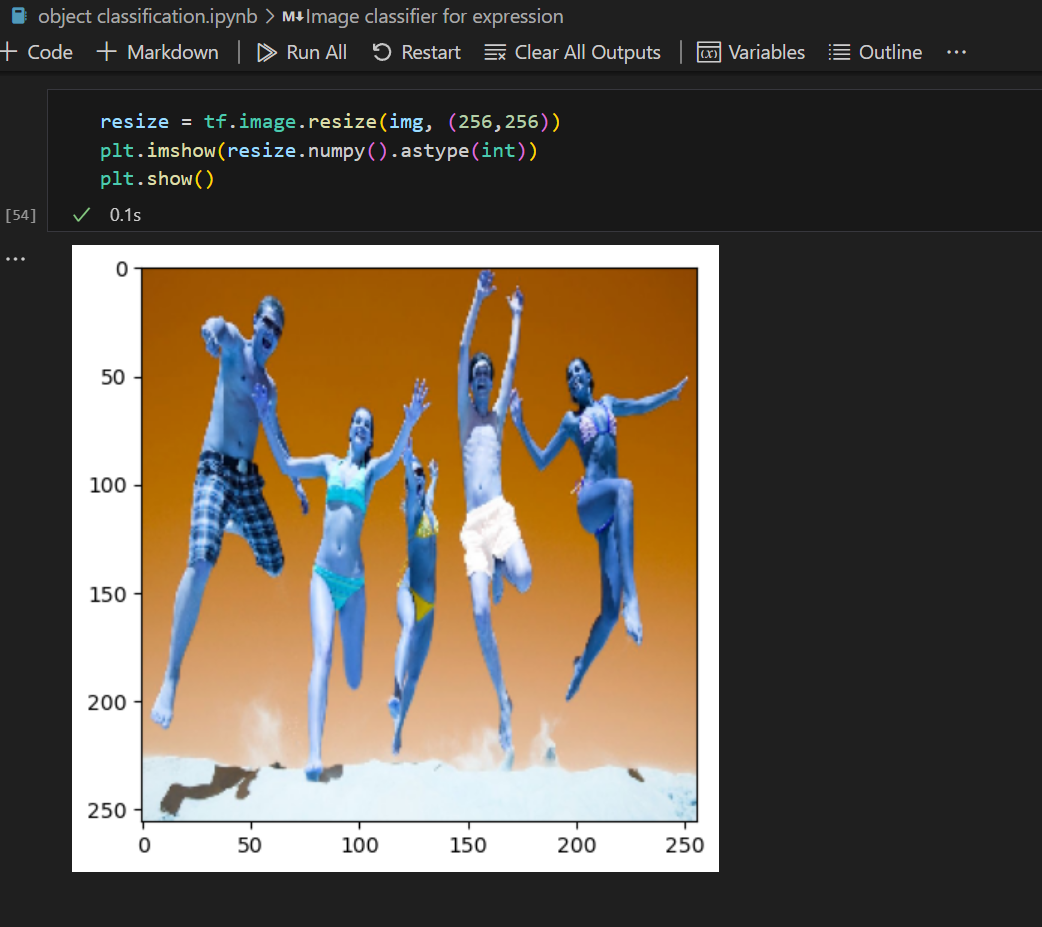 object classification.ipynb > M↓Image classifier for expression
+ Code + Markdown | Run All Restart Clear All Outputs | Variables Outline ...
resize = tf.image.resize(img, (256,256))
plt.imshow(resize.numpy().astype(int))
plt.show()
[54] ✓ 0.1s
...
0
50
100
150
200
250
0 50 100 150 200 250